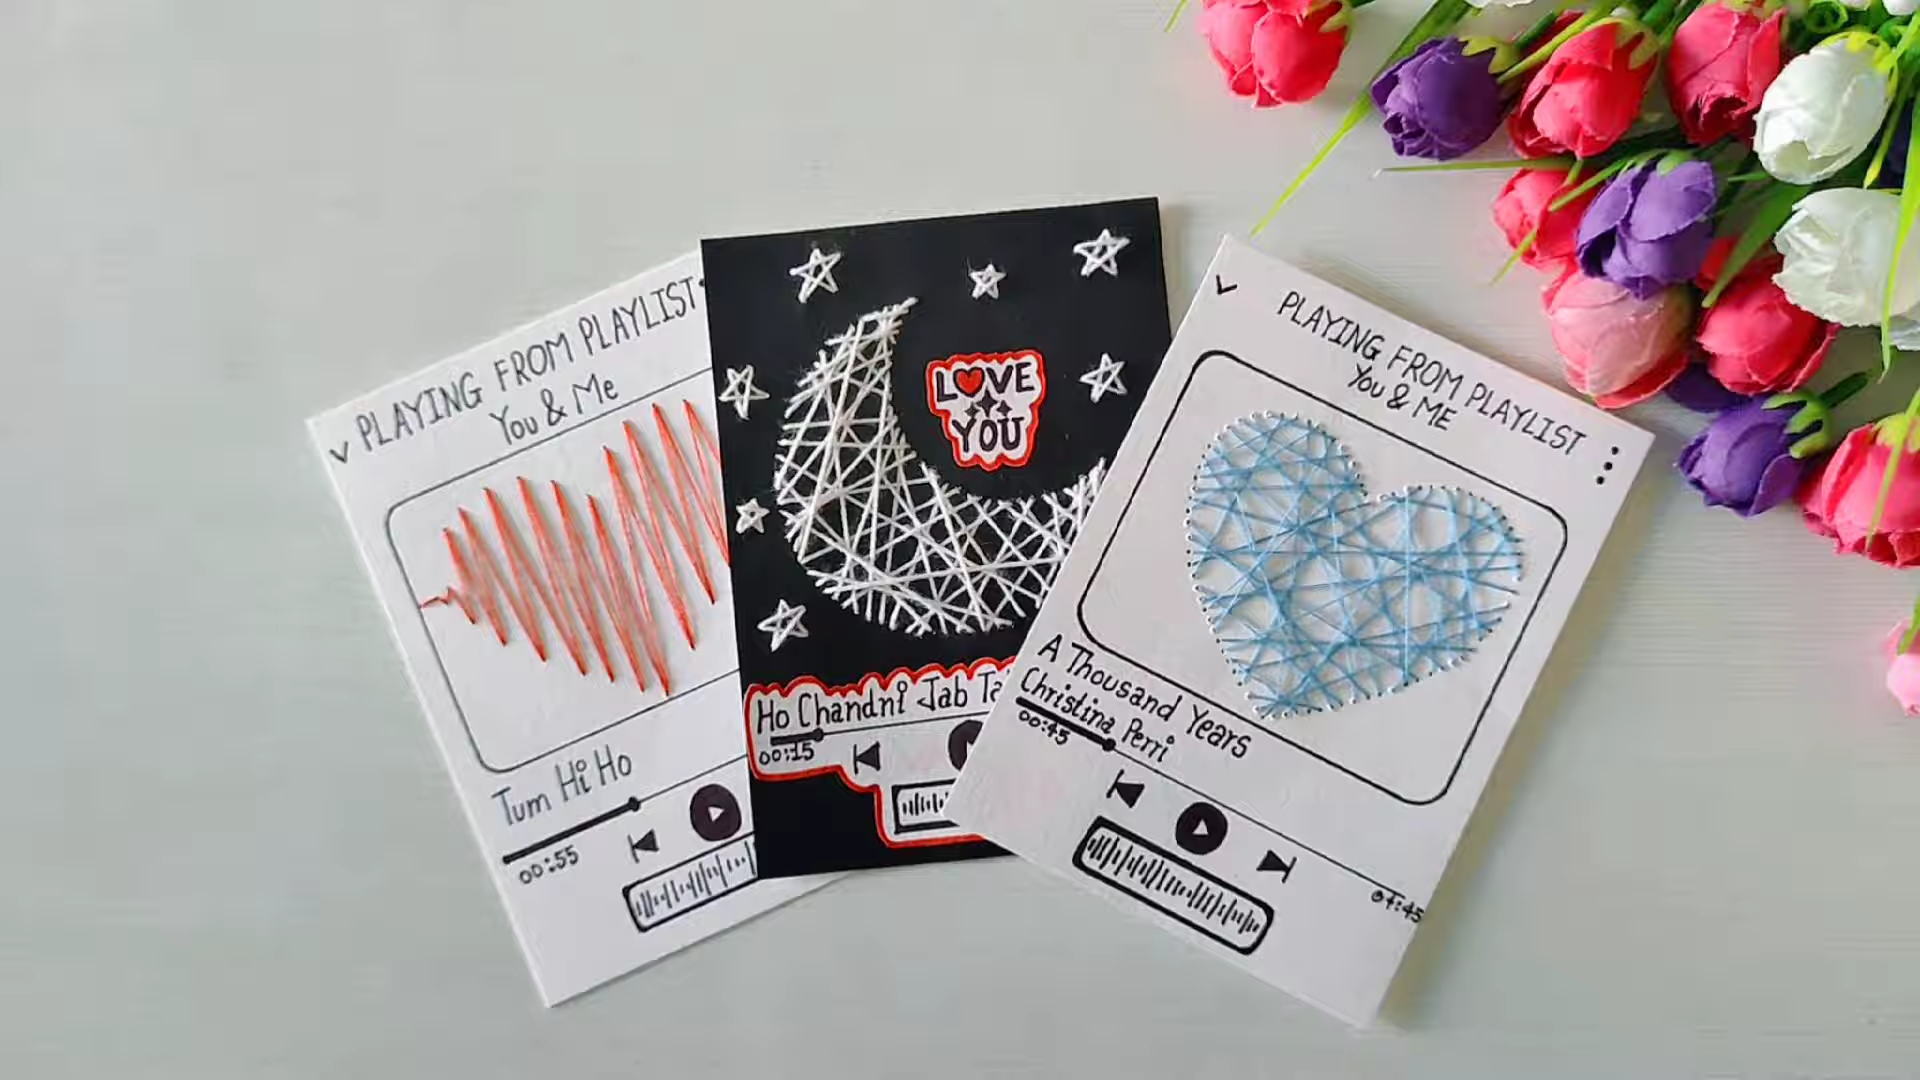 PLAYING FROM PLAYLIST
You & Me
Tum Hi Ho
00:55
LOVE
YOU
Ho Chandni Jab
00:15
PLAYING FROM PLAYLIST
You & ME
A Thousand Years
Christina Perri
00:45
04:45